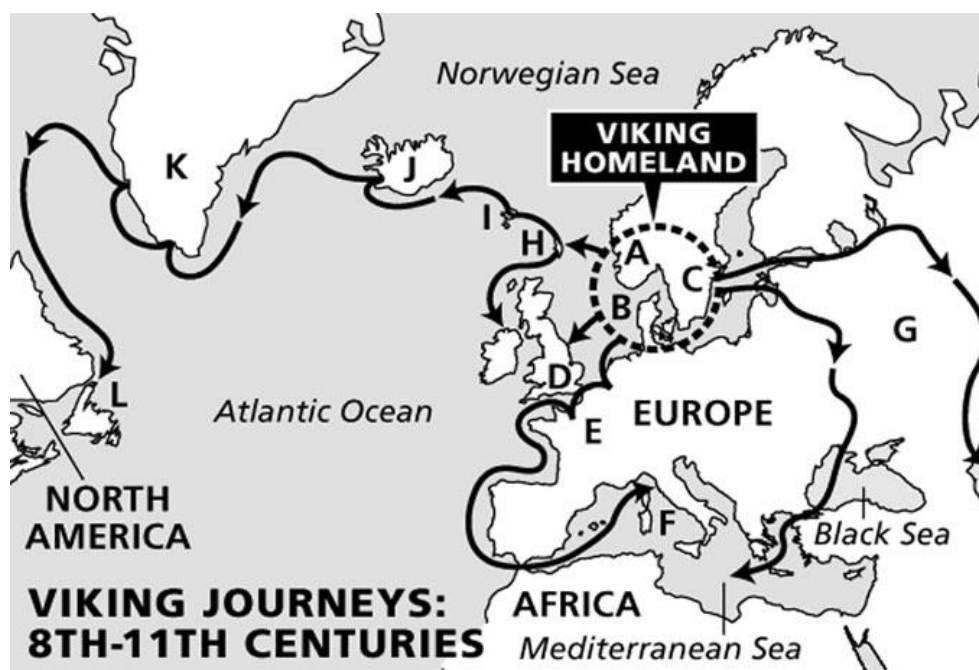 Norwegian Sea
VIKING
HOMELAND
K
J
I
H
A
C
B
G
D
L
Atlantic Ocean
E
EUROPE
NORTH
AMERICA
F
Black Sea
VIKING JOURNEYS:
8TH-11TH CENTURIES
AFRICA
Mediterranean Sea